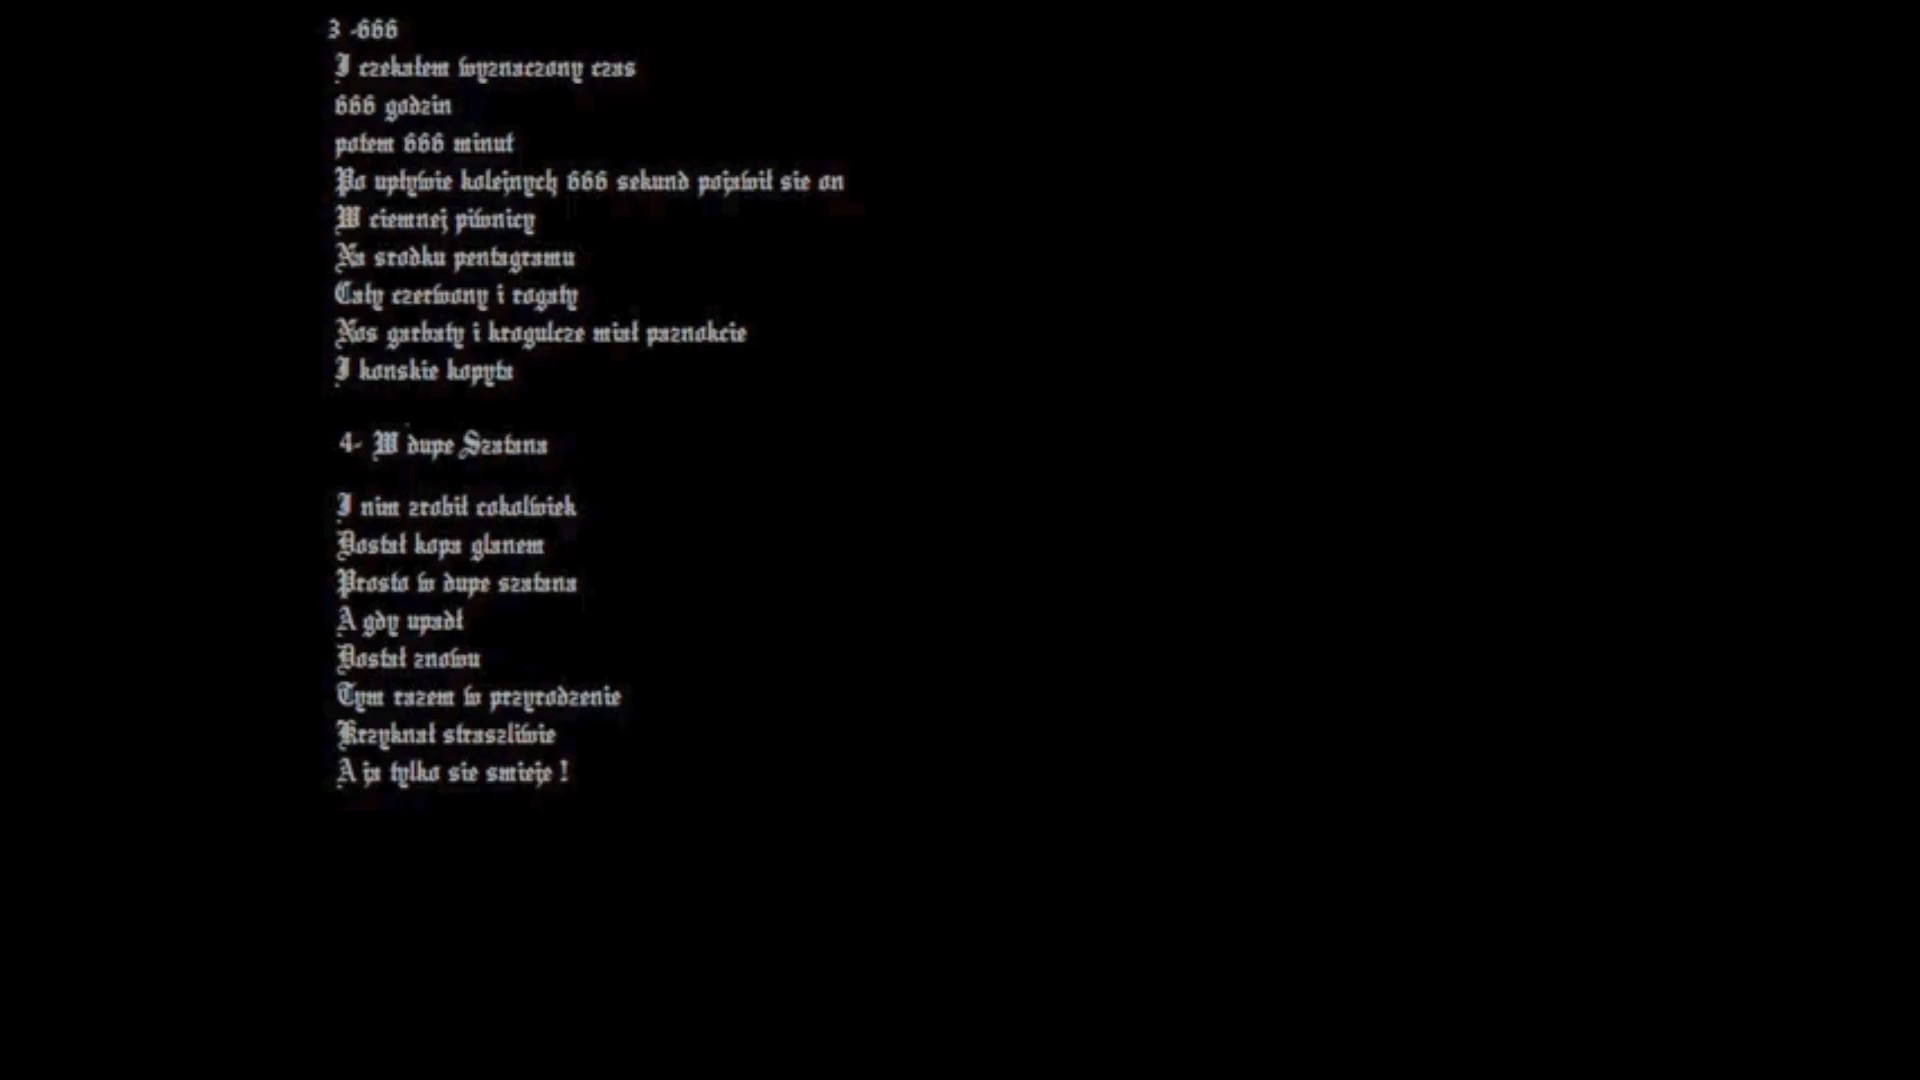 3 -666
I czekałem wyznaczony czas
666 godzin
potem 666 minut
Po upływie kolejnych 666 sekund pojawił sie on
W ciemnej piwnicy
Na srodku pentagramu
Cały czerwony i rogaty
Nos garbaty i krogulcze miał paznokcie
I konskie kopyta
4- W dupe Szatana
I nim zrobił cokolwiek
Dostał kopa glanem
Prosto w dupe szatana
A gdy upadł
Dostał znowu
Tym razem w przyrodzenie
Krzyknał straszliwie
A ja tylko sie smieje !